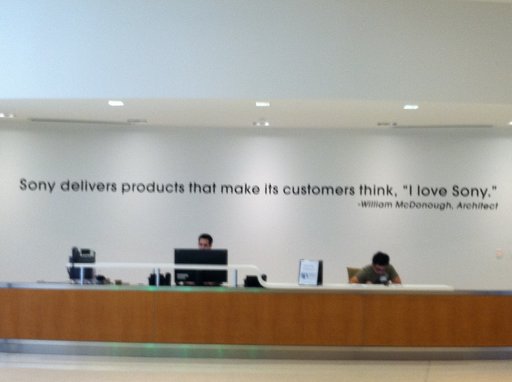 Sony delivers products that make its customers think, "I love Sony."
-William McDonough, Architect